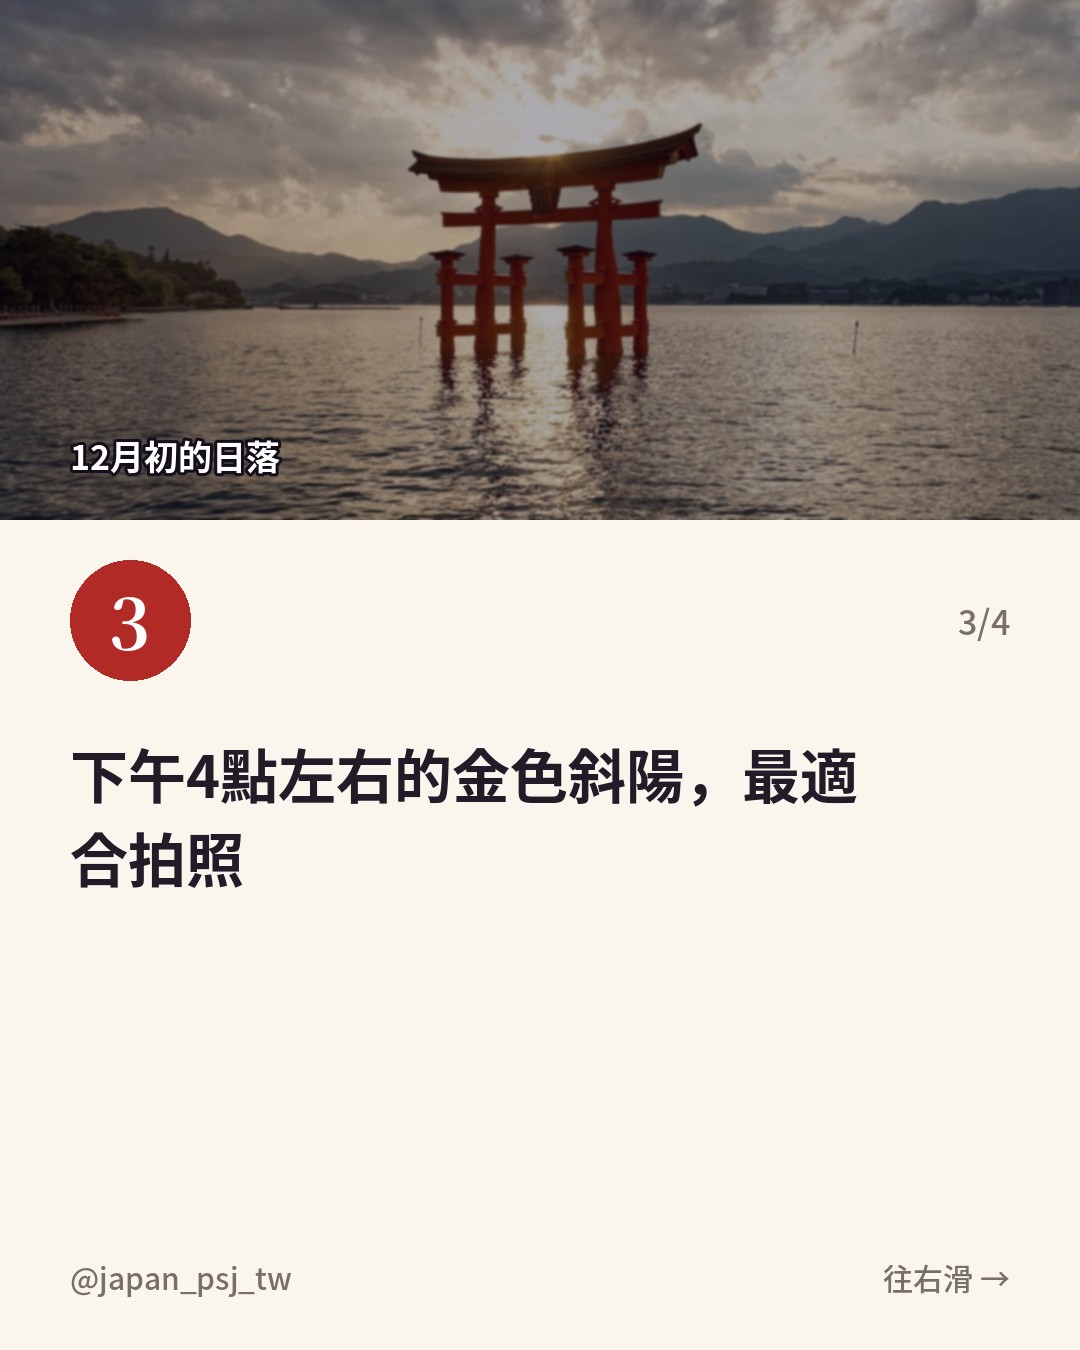 12月初的日落
3
3/4
下午4點左右的金色斜陽，最適
合拍照
@japan_psj_tw
往右滑 →